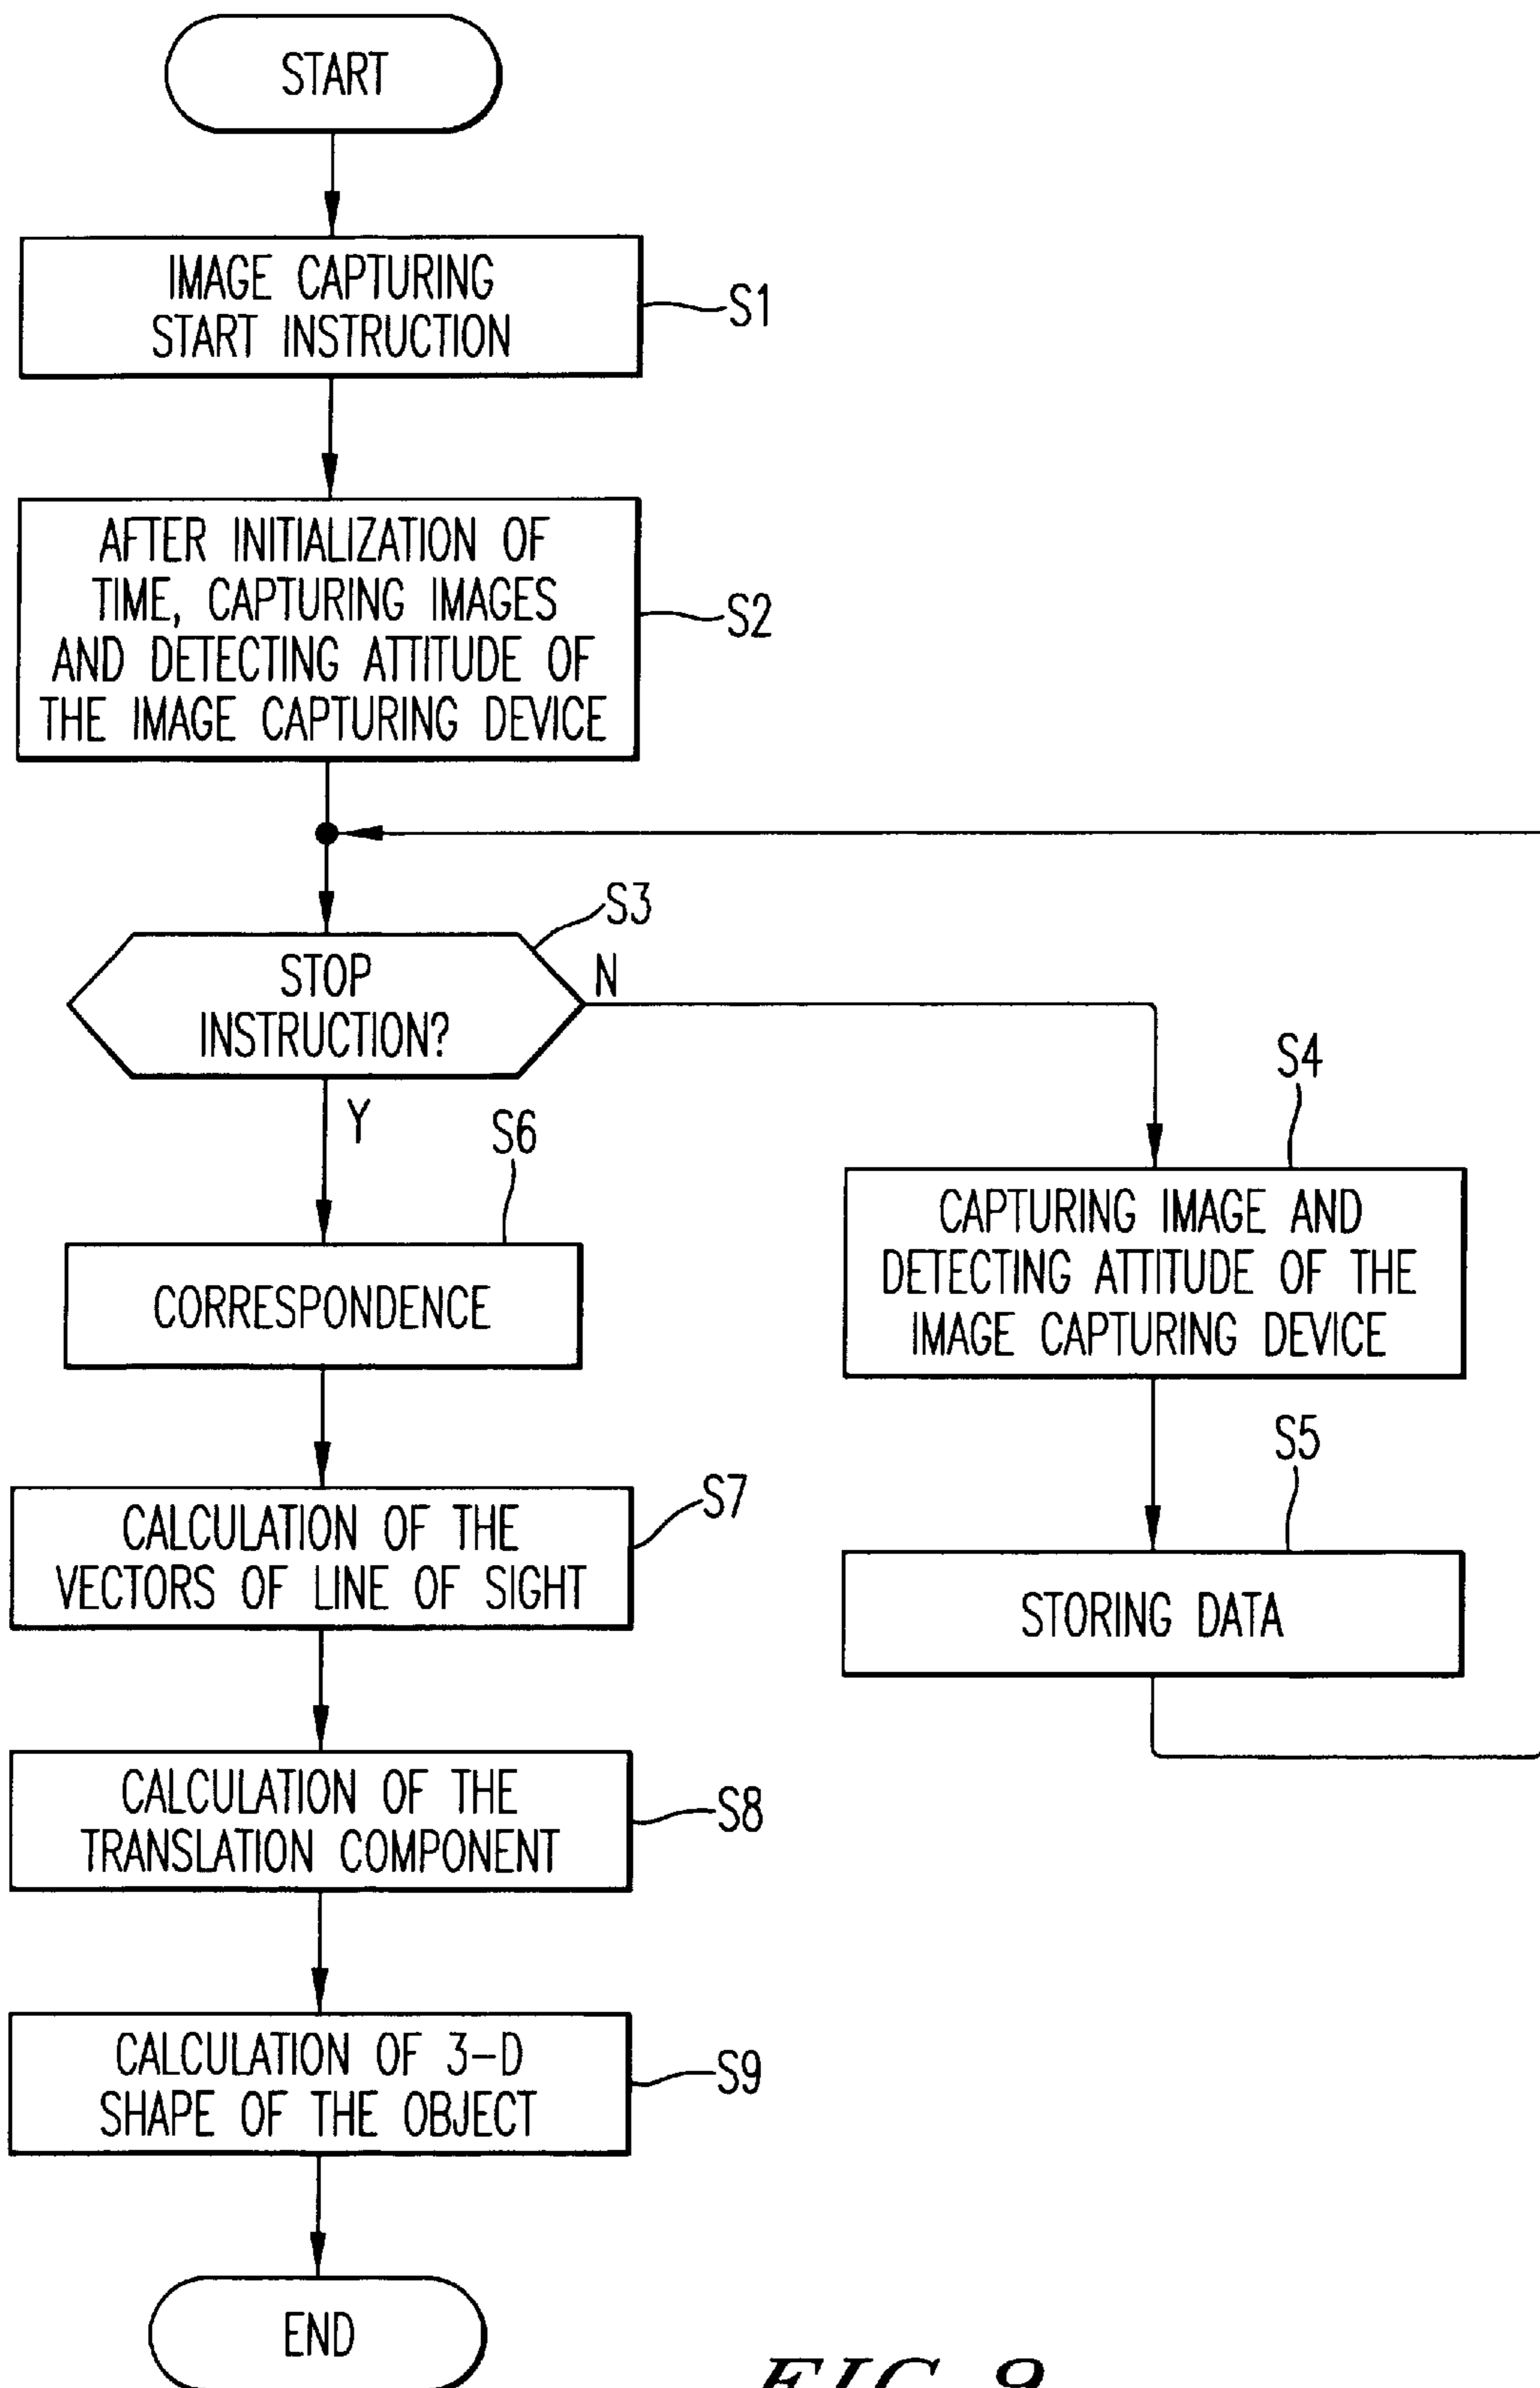 START
IMAGE CAPTURING
START INSTRUCTION
S1
AFTER INITIALIZATION OF
TIME, CAPTURING IMAGES
AND DETECTING ATTITUDE OF
THE IMAGE CAPTURING DEVICE
S2
S3
STOP
INSTRUCTION?
N
Y
S4
CAPTURING IMAGE AND
DETECTING ATTITUDE OF THE
IMAGE CAPTURING DEVICE
S5
STORING DATA
S6
CORRESPONDENCE
S7
CALCULATION OF THE
VECTORS OF LINE OF SIGHT
S8
CALCULATION OF THE
TRANSLATION COMPONENT
S9
CALCULATION OF 3-D
SHAPE OF THE OBJECT
END